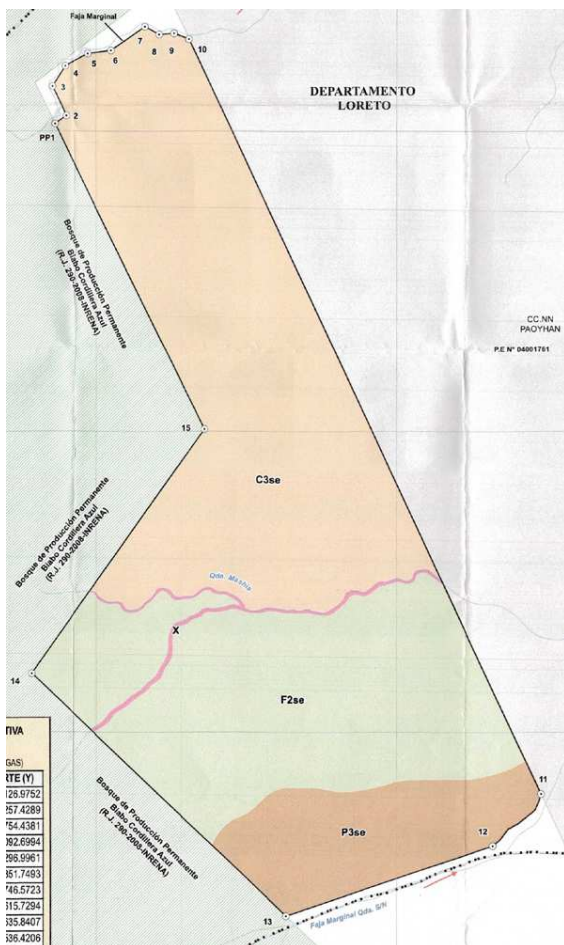 Faja Marginal
7
8
9
10
6
5
4
3
2
PP1
DEPARTAMENTO
LORETO
Bosque de Producción Permanente
Biabo Cordillera Azul
(R.J. 290-2008-INRENA)
CC.NN
PAOYHAN
P.E N° 04001761
15
C3se
Bosque de Producción Permanente
Biabo Cordillera Azul
(R.J. 290-2008-INRENA)
Qda. Mashia
X
14
F2se
TIVA
GAS)
RTE (Y)
126.9752
257.4289
754.4381
092.6994
296.9961
351.7493
746.5723
515.7294
535.8407
536.4206
Bosque de Producción Permanente
Biabo Cordillera Azul
(R.J. 290-2008-INRENA)
11
P3se
12
13
Faja Marginal Qda. S/N